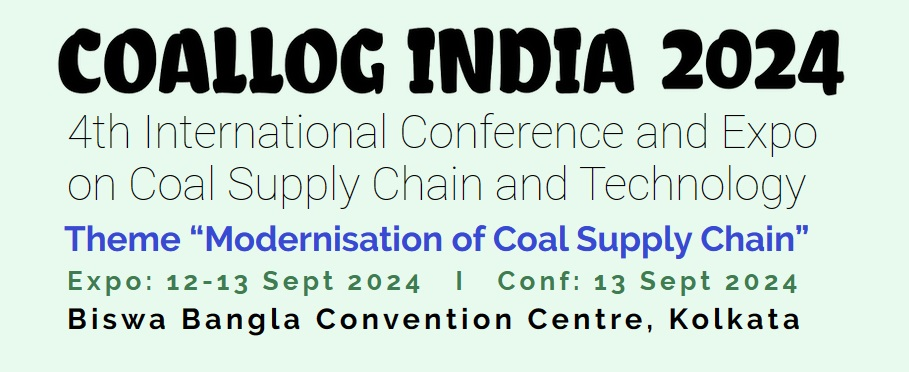 COALLOG INDIA 2024
4th International Conference and Expo
on Coal Supply Chain and Technology
Theme “Modernisation of Coal Supply Chain”
Expo: 12-13 Sept 2024 I Conf: 13 Sept 2024
Biswa Bangla Convention Centre, Kolkata